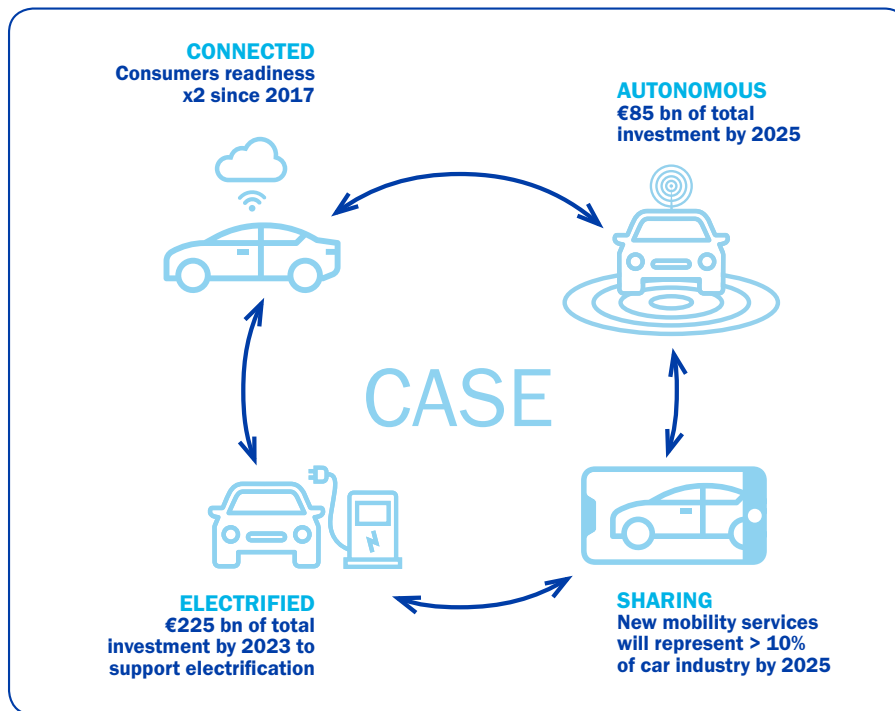 CONNECTED
Consumers readiness
x2 since 2017
AUTONOMOUS
€85 bn of total
investment by 2025
CASE
ELECTRIFIED
€225 bn of total
investment by 2023 to
support electrification
SHARING
New mobility services
will represent > 10%
of car industry by 2025